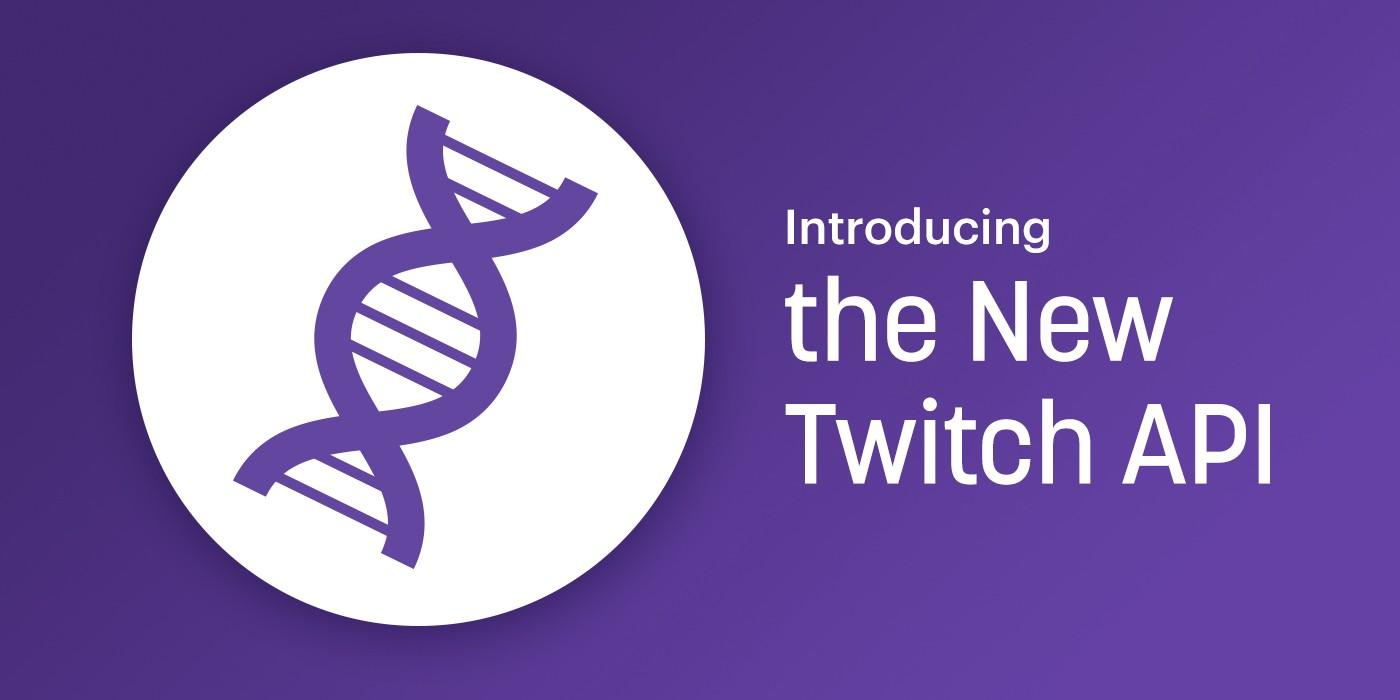 Introducing
the New
Twitch API